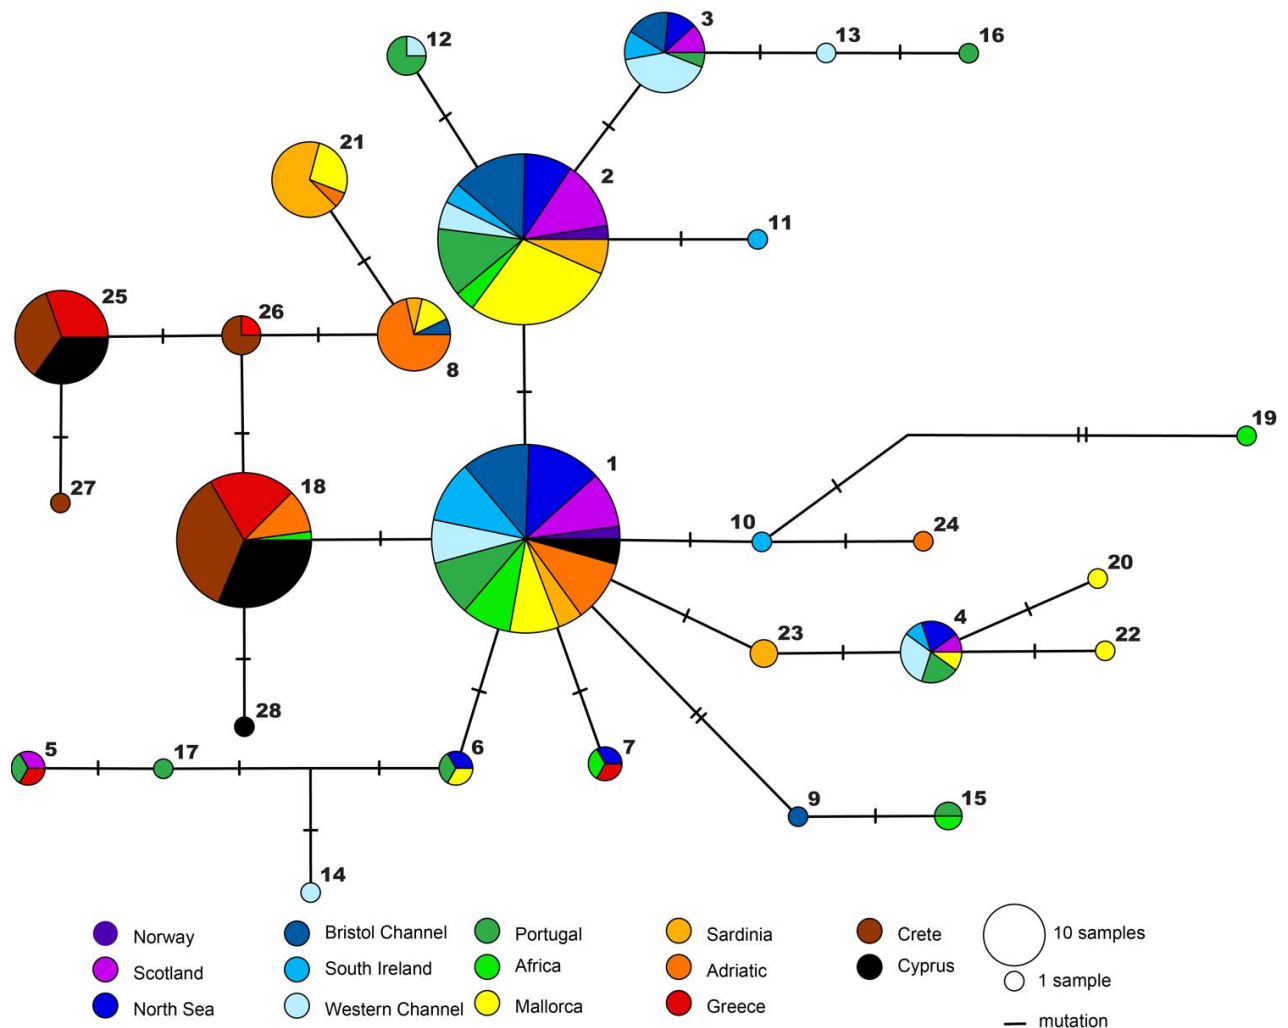 12
3
13
16
21
2
11
25
26
8
19
27
18
1
10
24
20
4
23
22
28
5
17
6
7
9
15
14
Norway
Bristol Channel
Portugal
Sardinia
Crete
10 samples
Scotland
South Ireland
Africa
Adriatic
Cyprus
1 sample
North Sea
Western Channel
Mallorca
Greece
mutation